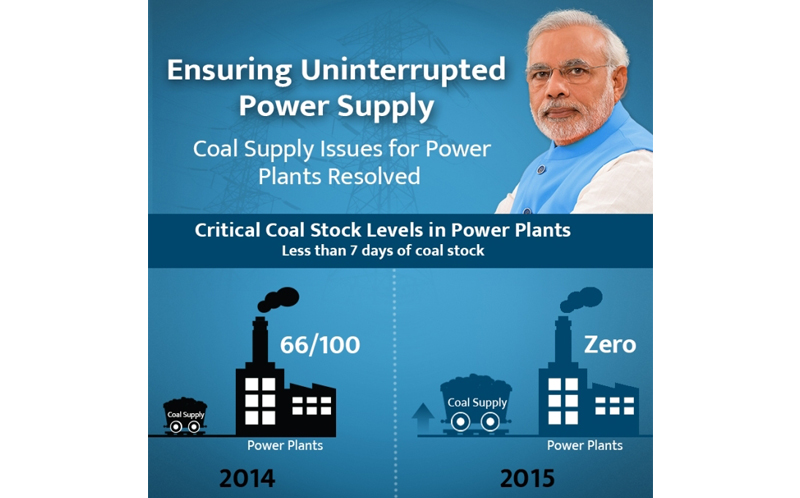 Ensuring Uninterrupted
Power Supply
Coal Supply Issues for Power
Plants Resolved
Critical Coal Stock Levels in Power Plants
Less than 7 days of coal stock
66/100
Coal Supply
Power Plants
2014
Zero
Coal Supply
Power Plants
2015